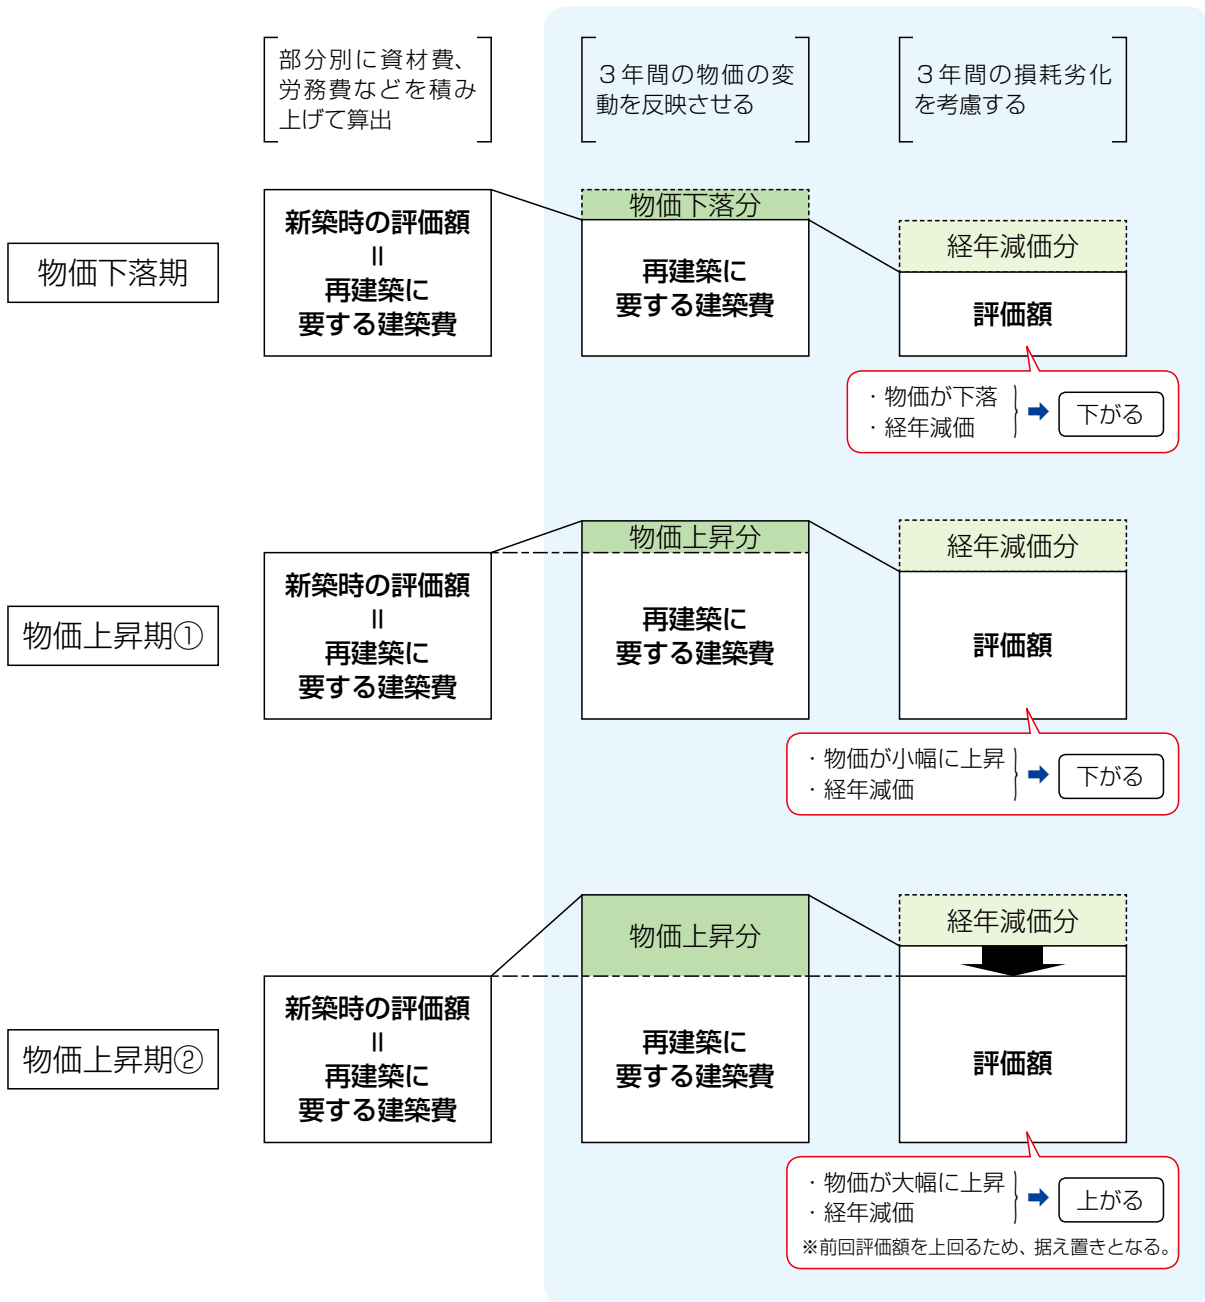 部分別に資材費、
労務費などを積み
上げて算出
３年間の物価の変
動を反映させる
３年間の損耗劣化
を考慮する
物価下落期
新築時の評価額
＝
再建築に
要する建築費
物価下落分
再建築に
要する建築費
経年減価分
評価額
・物価が下落
・経年減価
下がる
物価上昇期①
新築時の評価額
＝
再建築に
要する建築費
物価上昇分
再建築に
要する建築費
経年減価分
評価額
・物価が小幅に上昇
・経年減価
下がる
物価上昇期②
新築時の評価額
＝
再建築に
要する建築費
物価上昇分
再建築に
要する建築費
経年減価分
評価額
・物価が大幅に上昇
・経年減価
上がる
※前回評価額を上回るため、据え置きとなる。